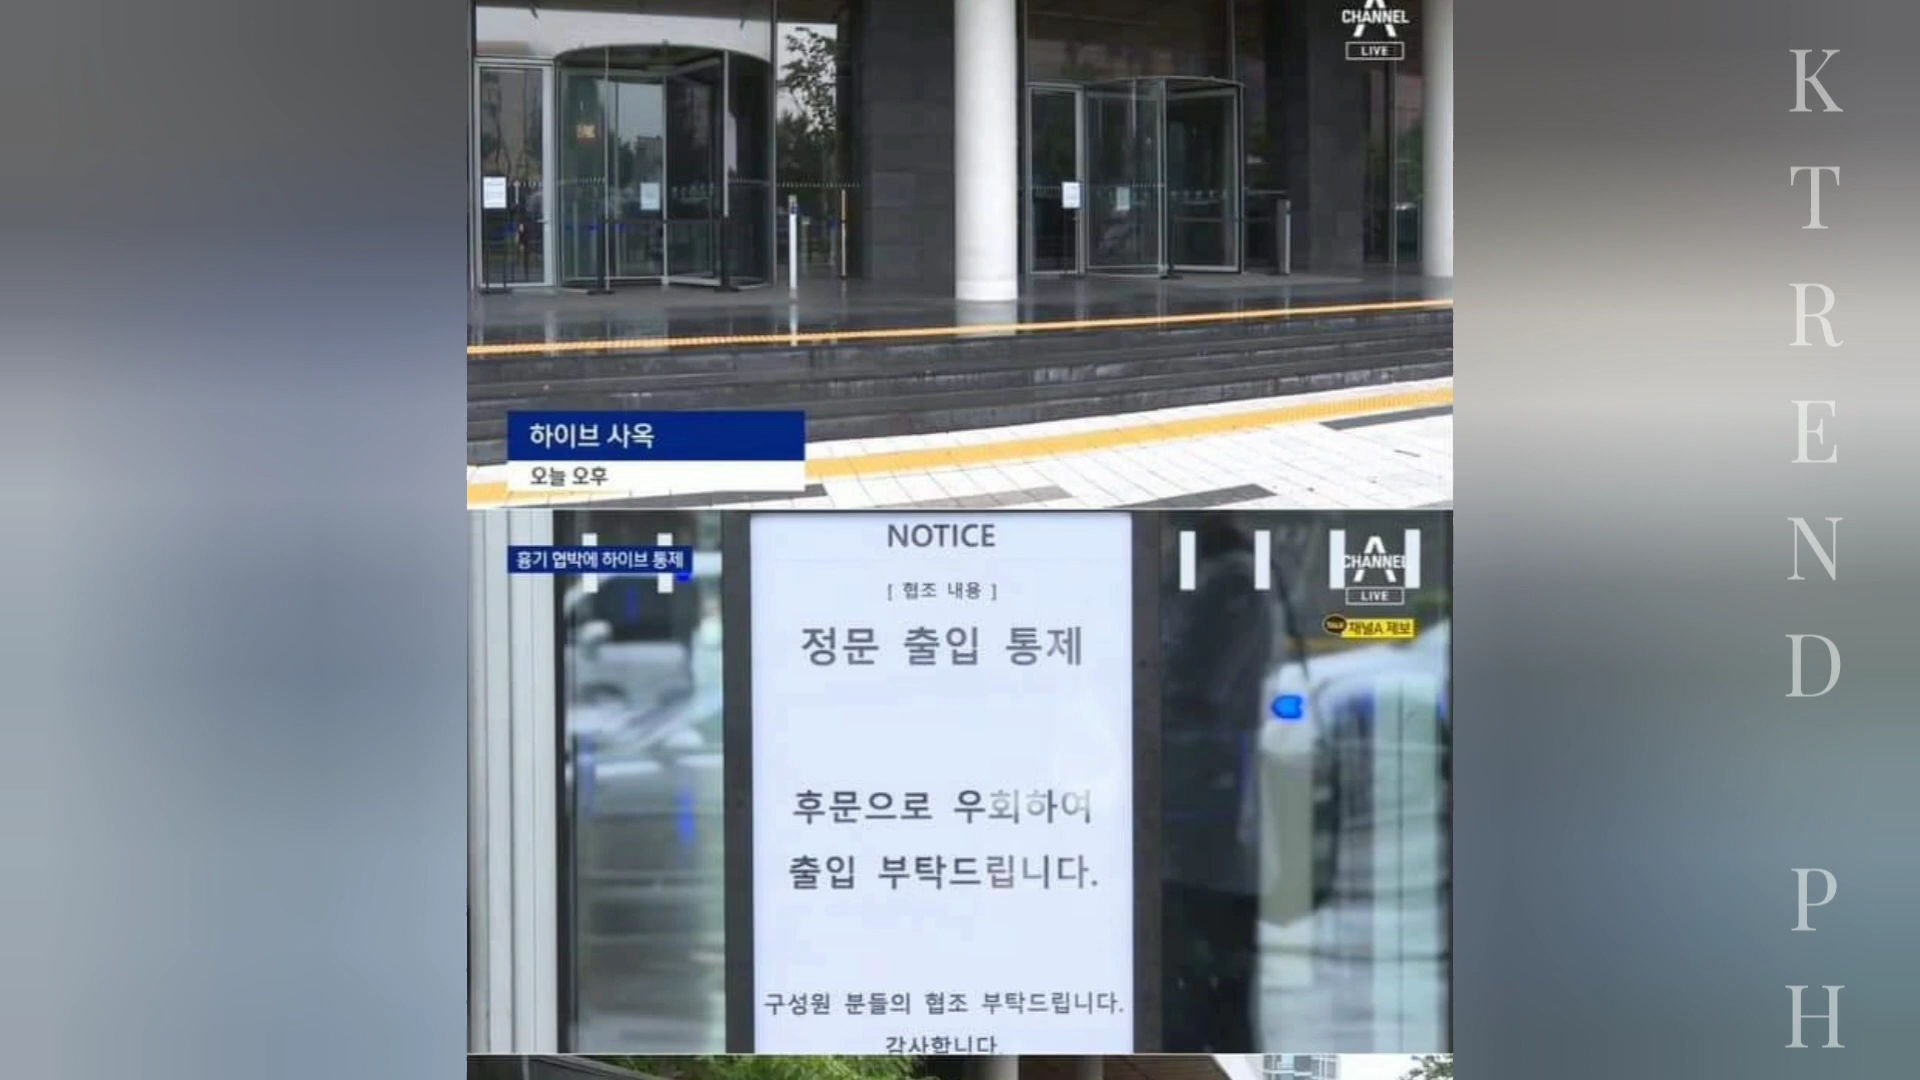 CHANNEL A
LIVE
하이브 사옥
오늘 오후
흉기 협박에 하이브 통제
CHANNEL A
LIVE
TALK 채널A 제보
NOTICE
[ 협조 내용 ]
정문 출입 통제
후문으로 우회하여
출입 부탁드립니다.
구성원 분들의 협조 부탁드립니다.
감사합니다.
KTREND PH